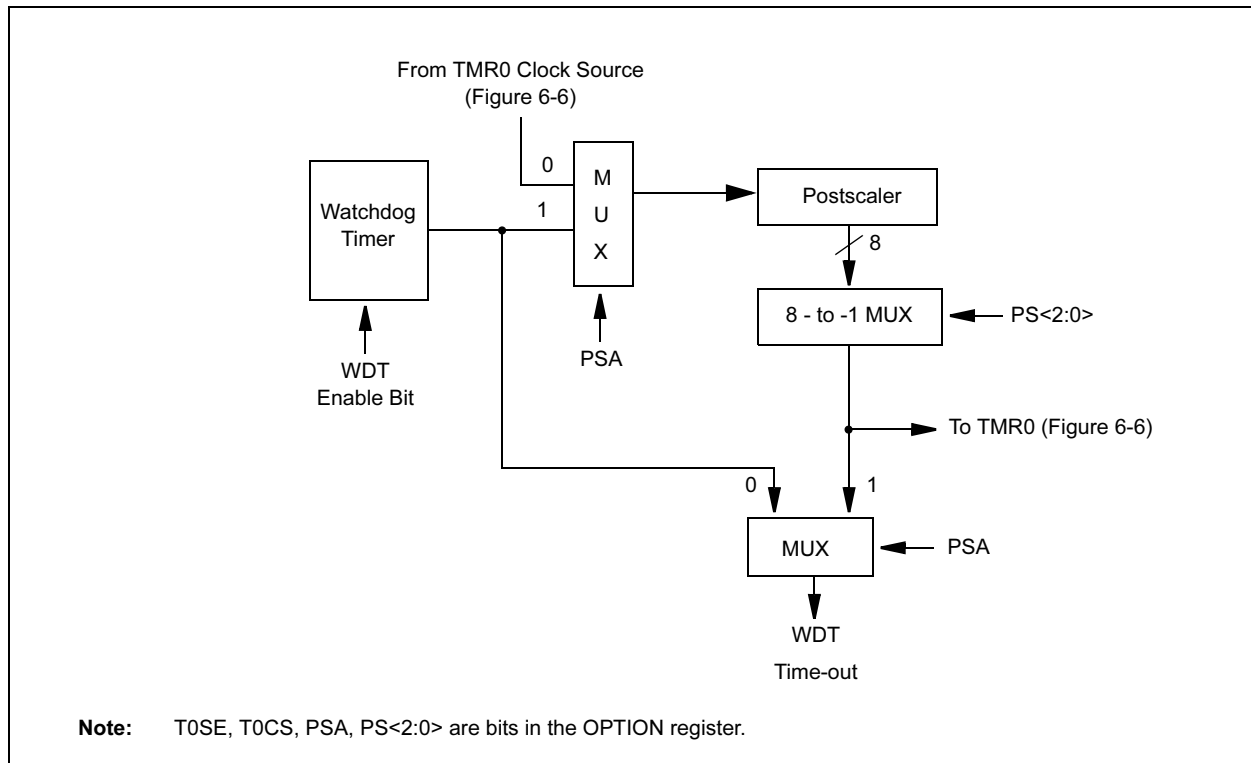 From TMR0 Clock Source
(Figure 6-6)
0
M
U
X
1
Watchdog
Timer
Postscaler
8
8 - to -1 MUX
PS<2:0>
PSA
WDT
Enable Bit
To TMR0 (Figure 6-6)
0
1
MUX
PSA
WDT
Time-out
Note: T0SE, T0CS, PSA, PS<2:0> are bits in the OPTION register.